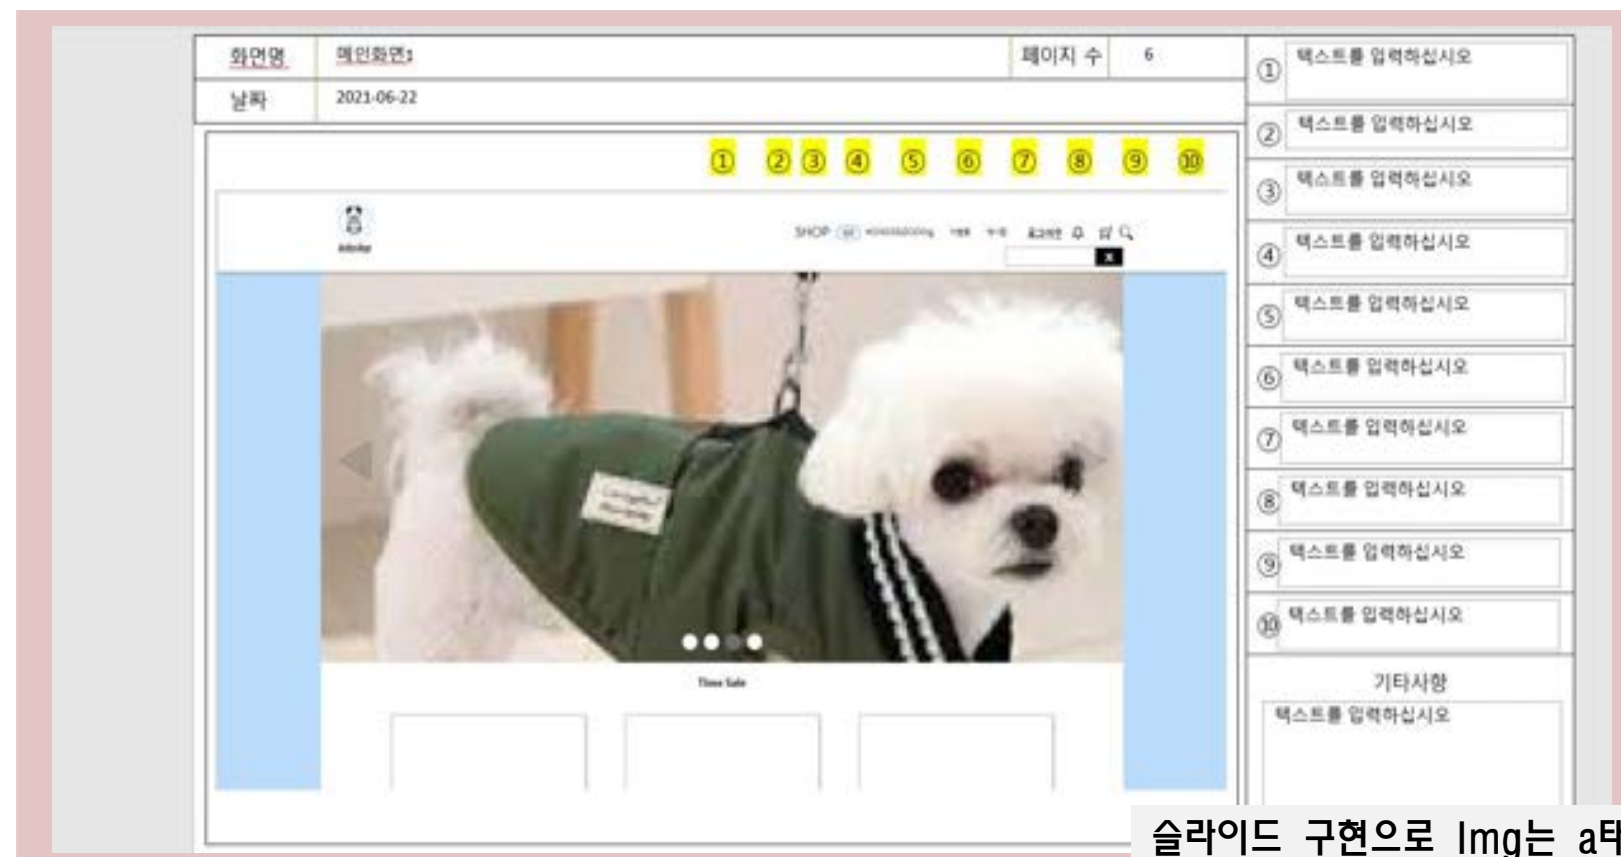 화면명 메인화면1 페이지 수 6
날짜 2021-06-22
① ② ③ ④ ⑤ ⑥ ⑦ ⑧ ⑨ ⑩
SHOP
X
Time Sale
① 텍스트를 입력하십시오
② 텍스트를 입력하십시오
③ 텍스트를 입력하십시오
④ 텍스트를 입력하십시오
⑤ 텍스트를 입력하십시오
⑥ 텍스트를 입력하십시오
⑦ 텍스트를 입력하십시오
⑧ 텍스트를 입력하십시오
⑨ 텍스트를 입력하십시오
⑩ 텍스트를 입력하십시오
기타사항
텍스트를 입력하십시오
슬라이드 구현으로 Img는